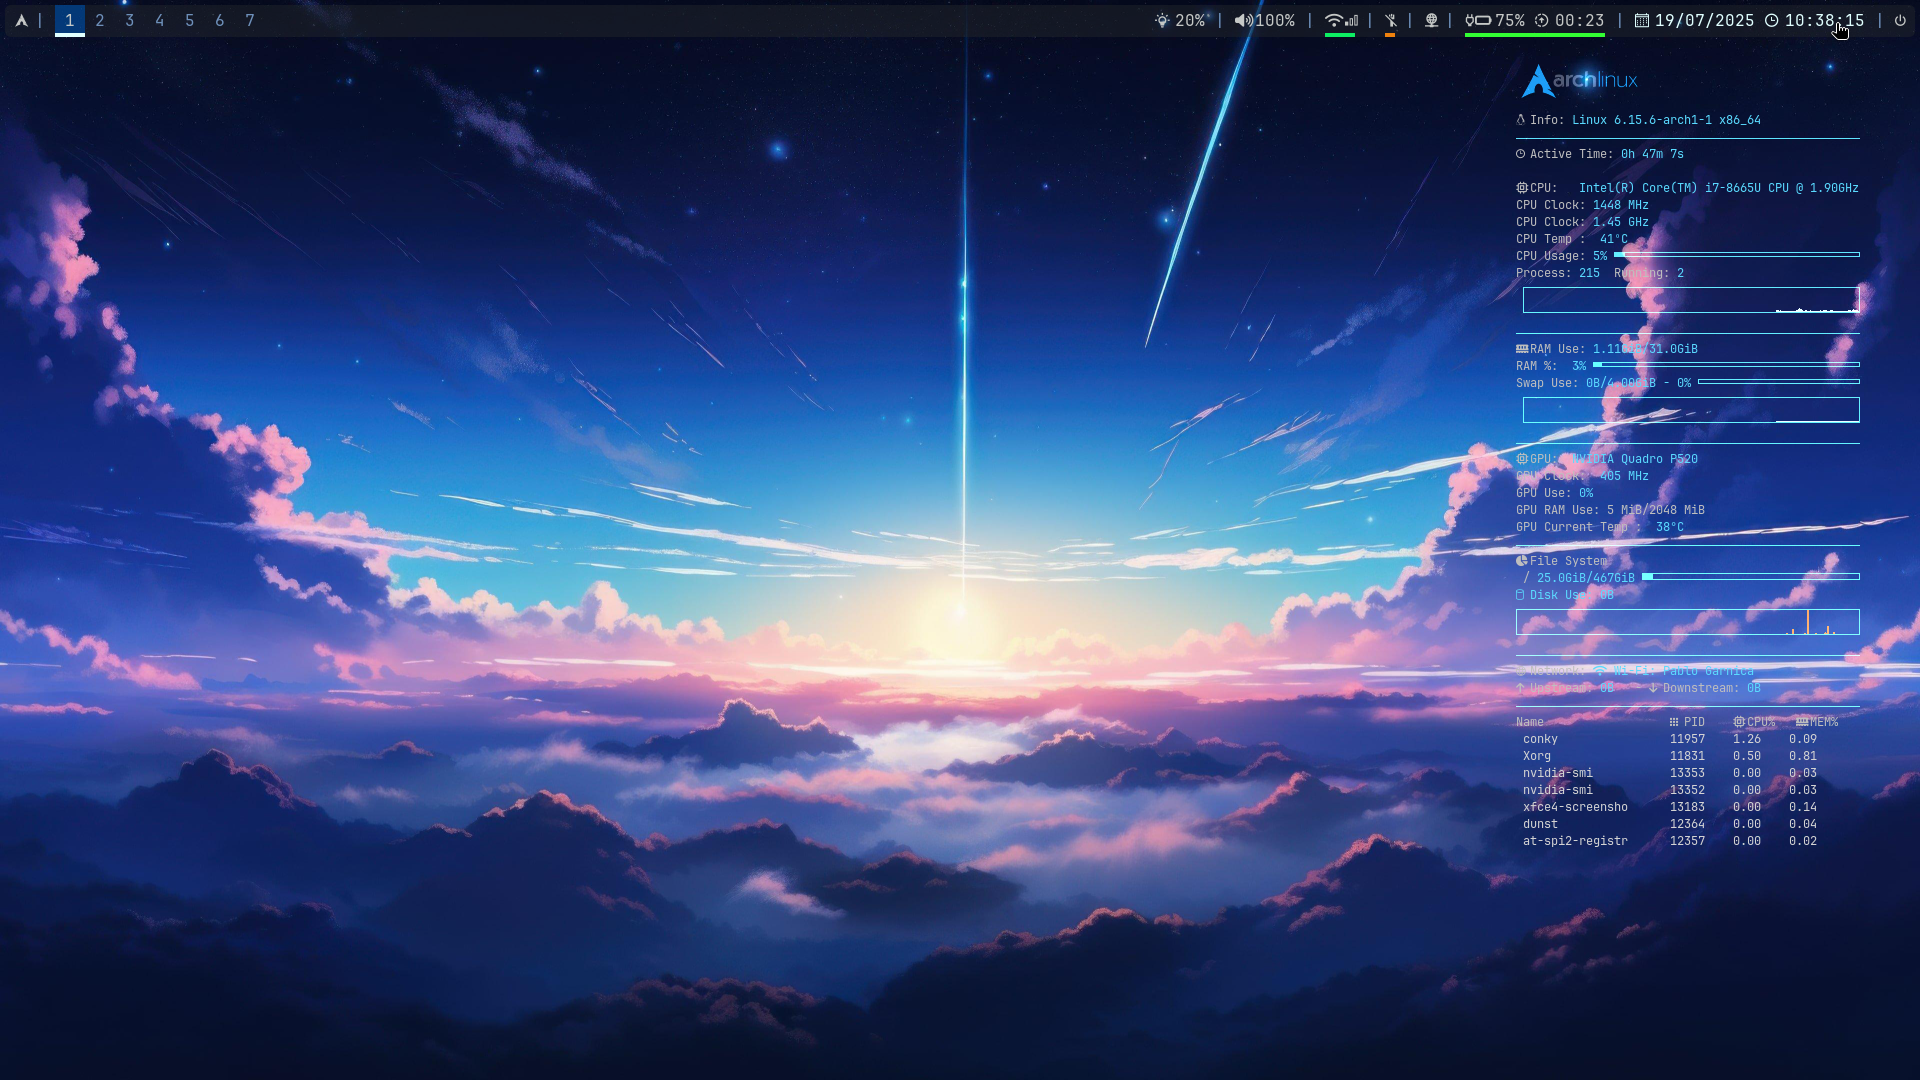 1 2 3 4 5 6 7
20% | 100% | | | | 75% 00:23 | 19/07/2025 10:38:15 |
archlinux
Info: Linux 6.15.6-arch1-1 x86_64
Active Time: 0h 47m 7s
CPU: Intel(R) Core(TM) i7-8665U CPU @ 1.90GHz
CPU Clock: 1448 MHz
CPU Clock: 1.45 GHz
CPU Temp : 41°C
CPU Usage: 5%
Process: 215 Running: 2
RAM Use: /31.0GiB
RAM %: 3%
Swap Use: 0B/4.00GiB - 0%
GPU: NVIDIA Quadro P520
GPU Clock: 405 MHz
GPU Use: 0%
GPU RAM Use: 5 MiB/2048 MiB
GPU Current Temp : 38°C
File System
/ 25.0GiB/467GiB
Disk Use: 0B
Network: Wi-Fi: Pablo Garnica
Upstream: 0B Downstream: 0B
Name PID CPU% MEM%
conky 11957 1.26 0.09
Xorg 11831 0.50 0.81
nvidia-smi 13353 0.00 0.03
nvidia-smi 13352 0.00 0.03
xfce4-screensho 13183 0.00 0.14
dunst 12364 0.00 0.04
at-spi2-registr 12357 0.00 0.02